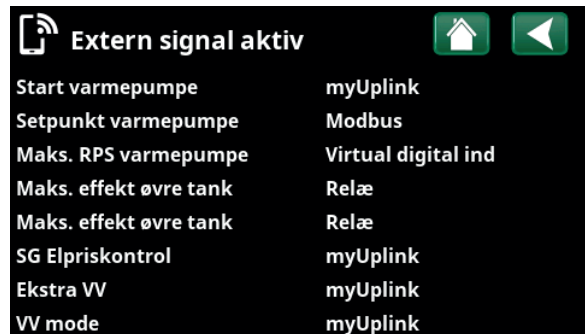 Extern signal aktiv
Start varmepumpe myUplink
Setpunkt varmepumpe Modbus
Maks. RPS varmepumpe Virtual digital ind
Maks. effekt øvre tank Relæ
Maks. effekt øvre tank Relæ
SG Elpriskontrol myUplink
Ekstra VV myUplink
VV mode myUplink